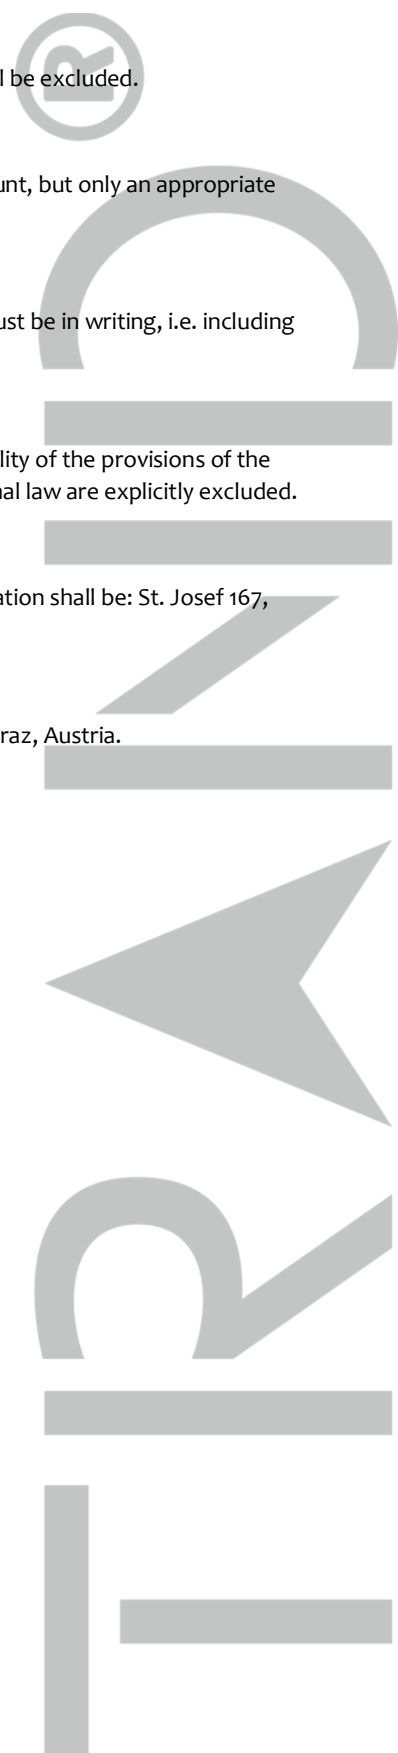 l be excluded.
unt, but only an appropriate
ust be in writing, i.e. including
lity of the provisions of the
nal law are explicitly excluded.
ation shall be: St. Josef 167,
raz, Austria.
TRAND®